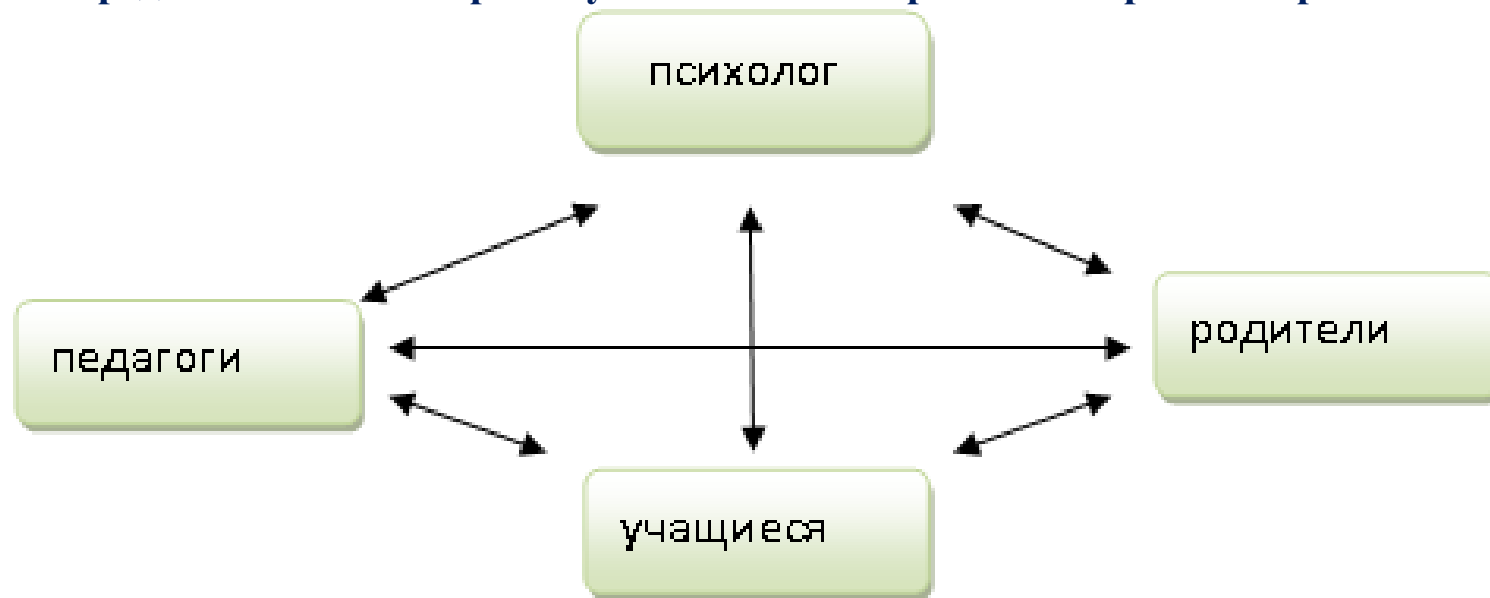 психолог
родители
педагоги
учащиеся